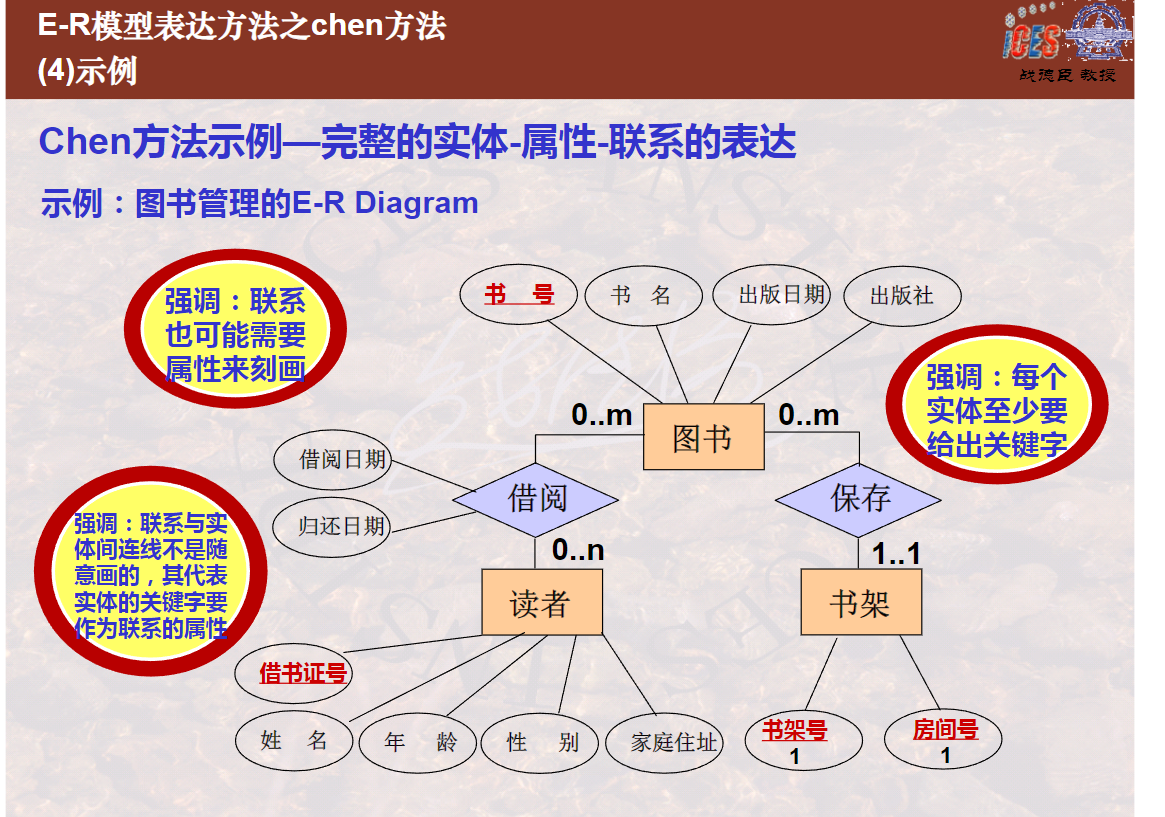 E-R模型表达方法之chen方法
(4)示例
iCES
战德臣 教授
Chen方法示例—完整的实体-属性-联系的表达
示例：图书管理的E-R Diagram
强调：联系
也可能需要
属性来刻画
书 号
书 名
出版日期
出版社
强调：每个
实体至少要
给出关键字
0..m
图书
0..m
借阅日期
归还日期
借阅
保存
强调：联系与实
体间连线不是随
意画的，其代表
实体的关键字要
作为联系的属性
0..n
1..1
读者
书架
借书证号
姓 名
年 龄
性 别
家庭住址
书架号
1
房间号
1